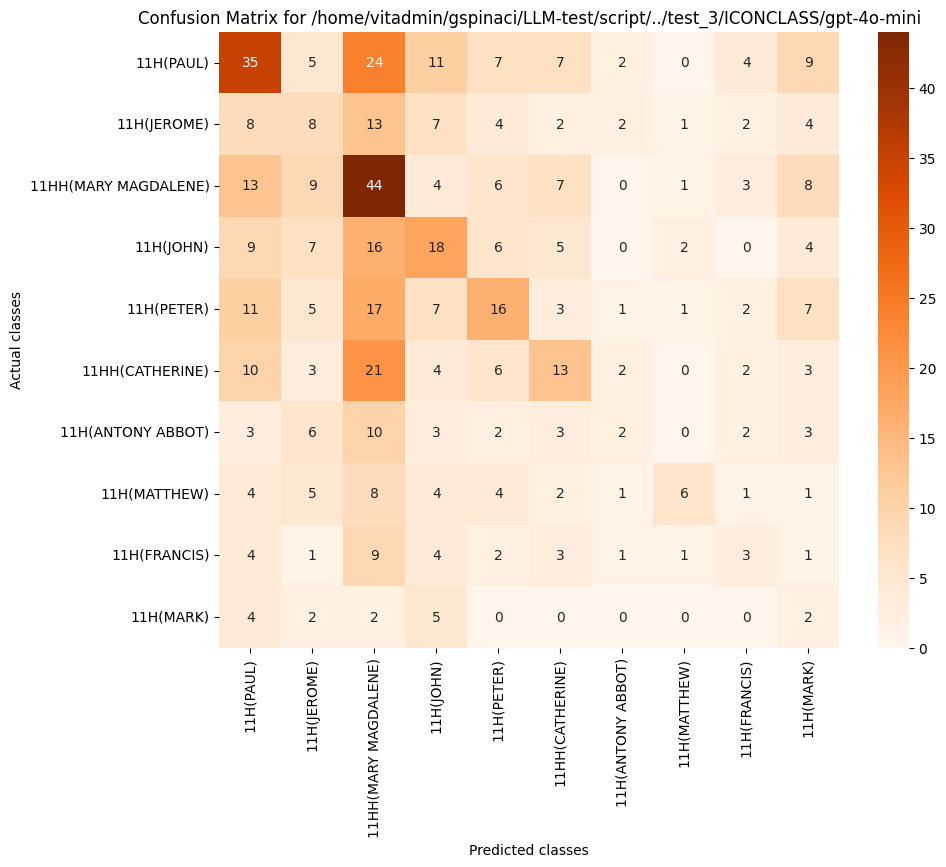 Confusion Matrix for /home/vitadmin/gspinaci/LLM-test/script/../test_3/ICONCLASS/gpt-4o-mini
Actual classes
11H(PAUL) 35 5 24 11 7 7 2 0 4 9
11H(JEROME) 8 8 13 7 4 2 2 1 2 4
11HH(MARY MAGDALENE) 13 9 44 4 6 7 0 1 3 8
11H(JOHN) 9 7 16 18 6 5 0 2 0 4
11H(PETER) 11 5 17 7 16 3 1 1 2 7
11HH(CATHERINE) 10 3 21 4 6 13 2 0 2 3
11H(ANTONY ABBOT) 3 6 10 3 2 3 2 0 2 3
11H(MATTHEW) 4 5 8 4 4 2 1 6 1 1
11H(FRANCIS) 4 1 9 4 2 3 1 1 3 1
11H(MARK) 4 2 2 5 0 0 0 0 0 2
11H(PAUL)
11H(JEROME)
11HH(MARY MAGDALENE)
11H(JOHN)
11H(PETER)
11HH(CATHERINE)
11H(ANTONY ABBOT)
11H(MATTHEW)
11H(FRANCIS)
11H(MARK)
Predicted classes
40
35
30
25
20
15
10
5
0